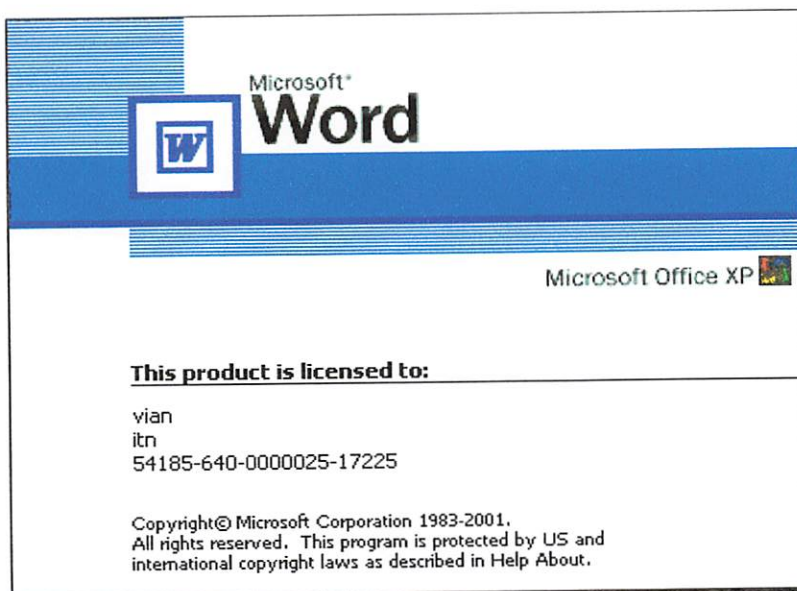 Microsoft®
Word
W
Microsoft Office XP
This product is licensed to:
vian
itn
54185-640-0000025-17225
Copyright© Microsoft Corporation 1983-2001.
All rights reserved. This program is protected by US and
international copyright laws as described in Help About.